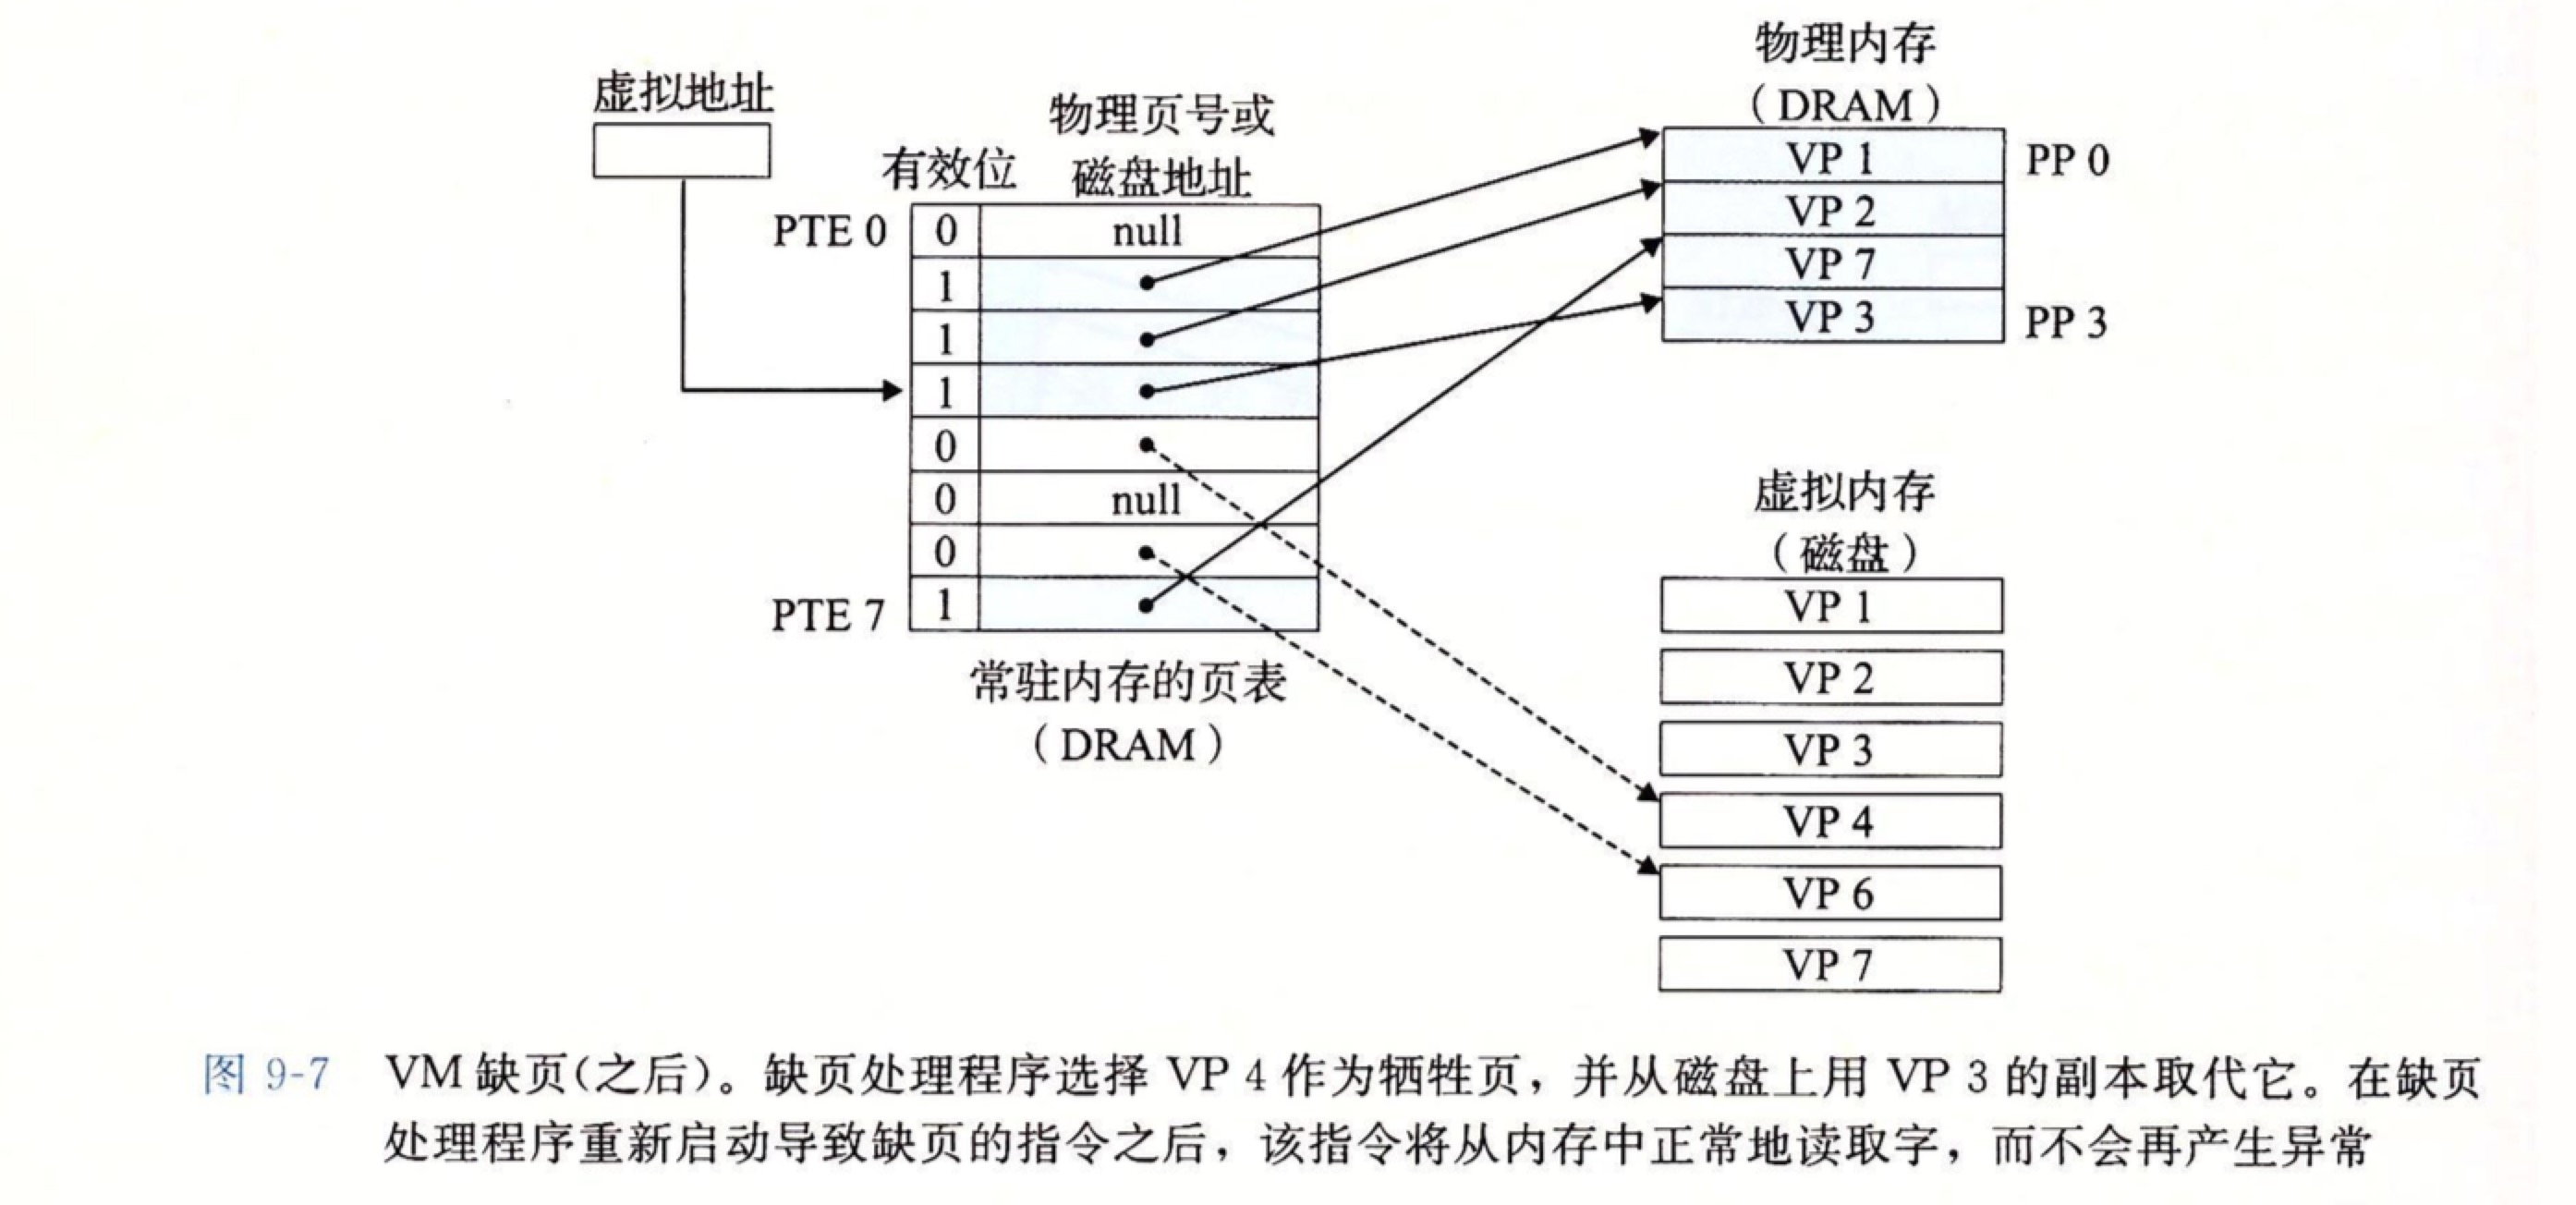 虚拟地址
有效位
物理页号或
磁盘地址
PTE 0
0
null
1
1
1
0
0
null
0
PTE 7
1
常驻内存的页表
（DRAM）
物理内存
（DRAM）
VP 1
PP 0
VP 2
VP 7
VP 3
PP 3
虚拟内存
（磁盘）
VP 1
VP 2
VP 3
VP 4
VP 6
VP 7
图 9-7 VM 缺页(之后)。缺页处理程序选择 VP 4 作为牺牲页，并从磁盘上用 VP 3 的副本取代它。在缺页
处理程序重新启动导致缺页的指令之后，该指令将从内存中正常地读取字，而不会再产生异常